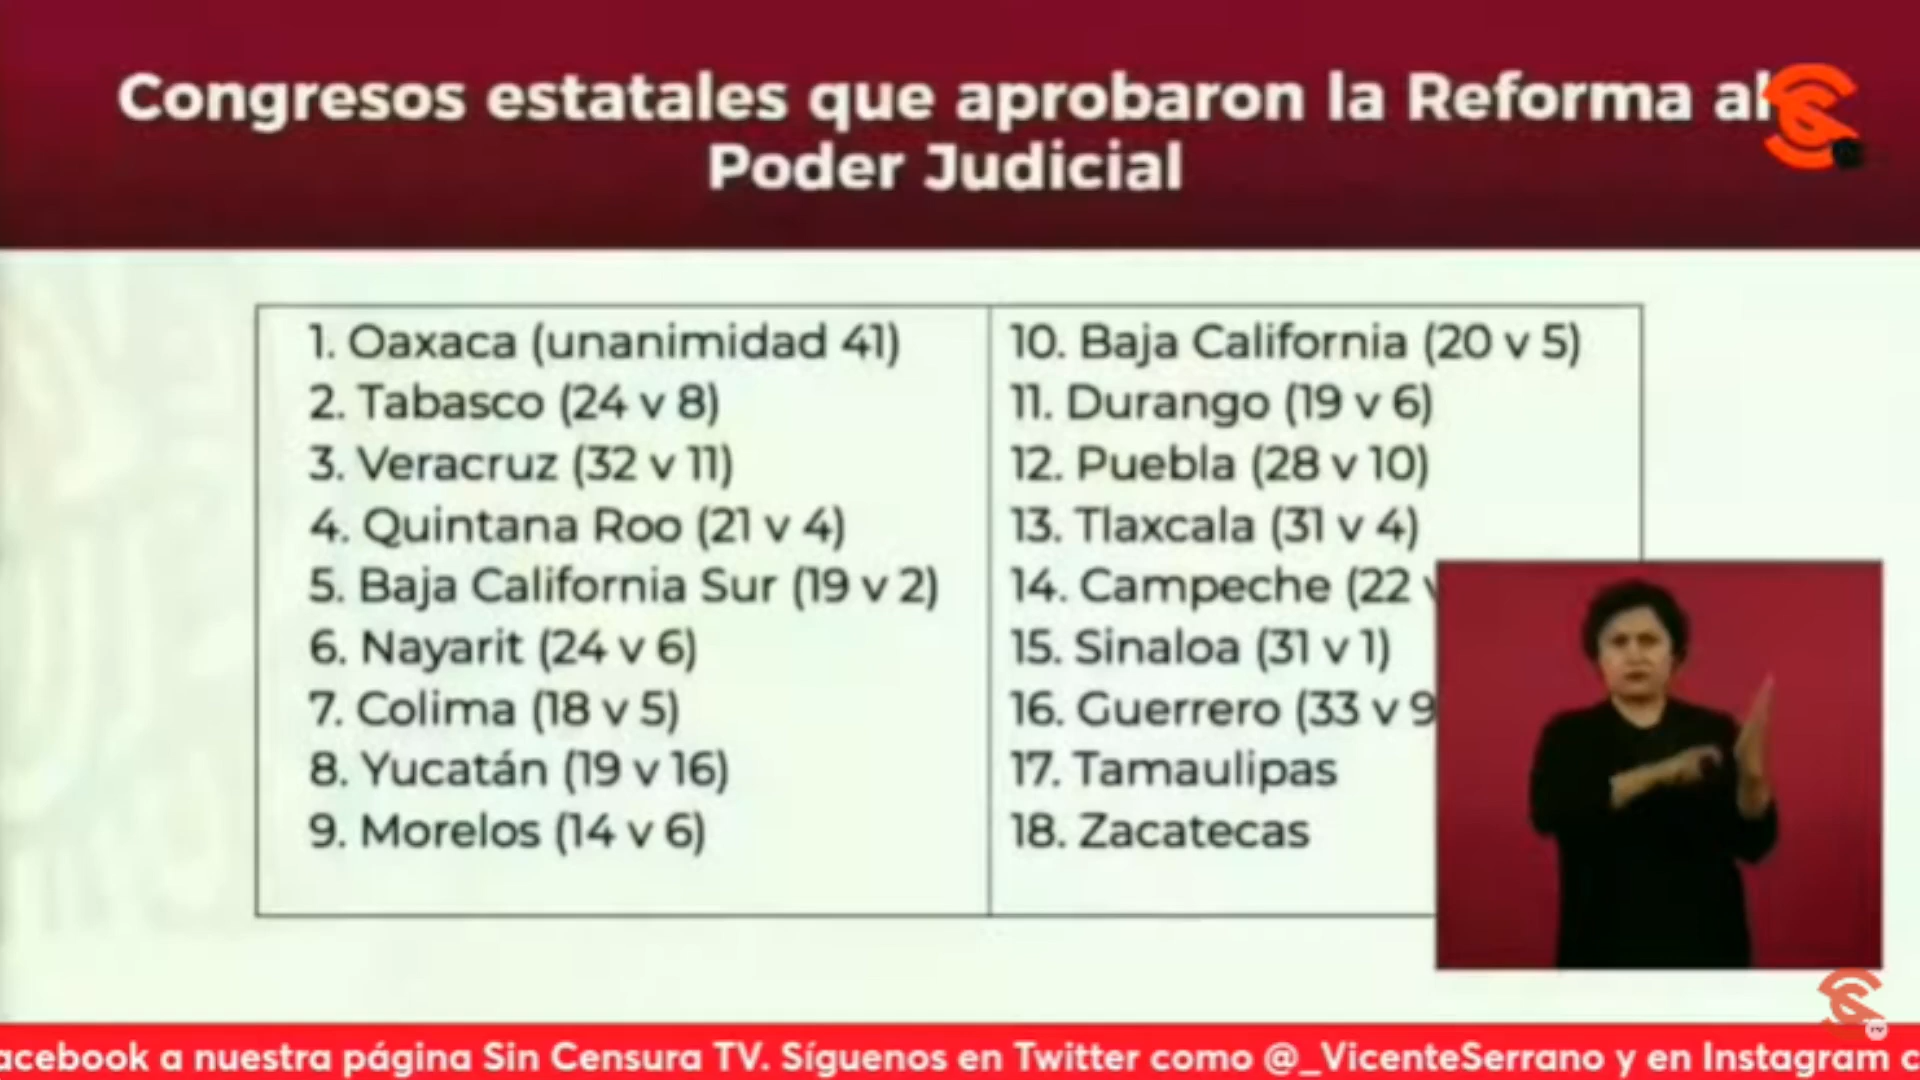 Congresos estatales que aprobaron la Reforma al
Poder Judicial
1. Oaxaca (unanimidad 41)
2. Tabasco (24 v 8)
3. Veracruz (32 v 11)
4. Quintana Roo (21 v 4)
5. Baja California Sur (19 v 2)
6. Nayarit (24 v 6)
7. Colima (18 v 5)
8. Yucatán (19 v 16)
9. Morelos (14 v 6)
10. Baja California (20 v 5)
11. Durango (19 v 6)
12. Puebla (28 v 10)
13. Tlaxcala (31 v 4)
14. Campeche (22 v
15. Sinaloa (31 v 1)
16. Guerrero (33 v 9
17. Tamaulipas
18. Zacatecas
TV
acebook a nuestra página Sin Censura TV. Síguenos en Twitter como @_VicenteSerrano y en Instagram c